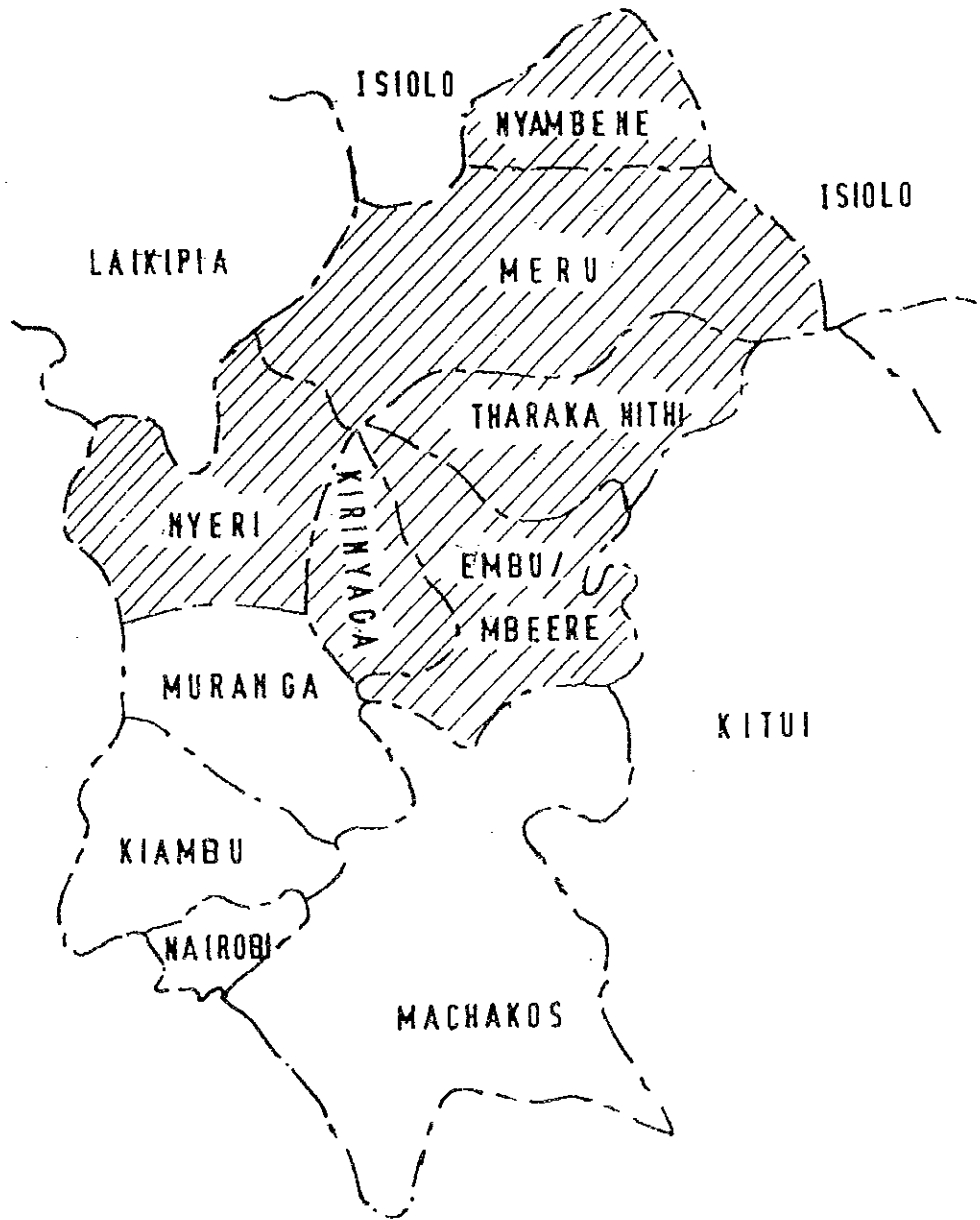 ISIOLO
NYAMBENE
ISIOLO
LAIKIPIA
MERU
THARAKA NITHI
KIRINYAGA
NYERI
EMBU/
MBEERE
MURANGA
KITUI
KIAMBU
NAIROBI
MACHAKOS